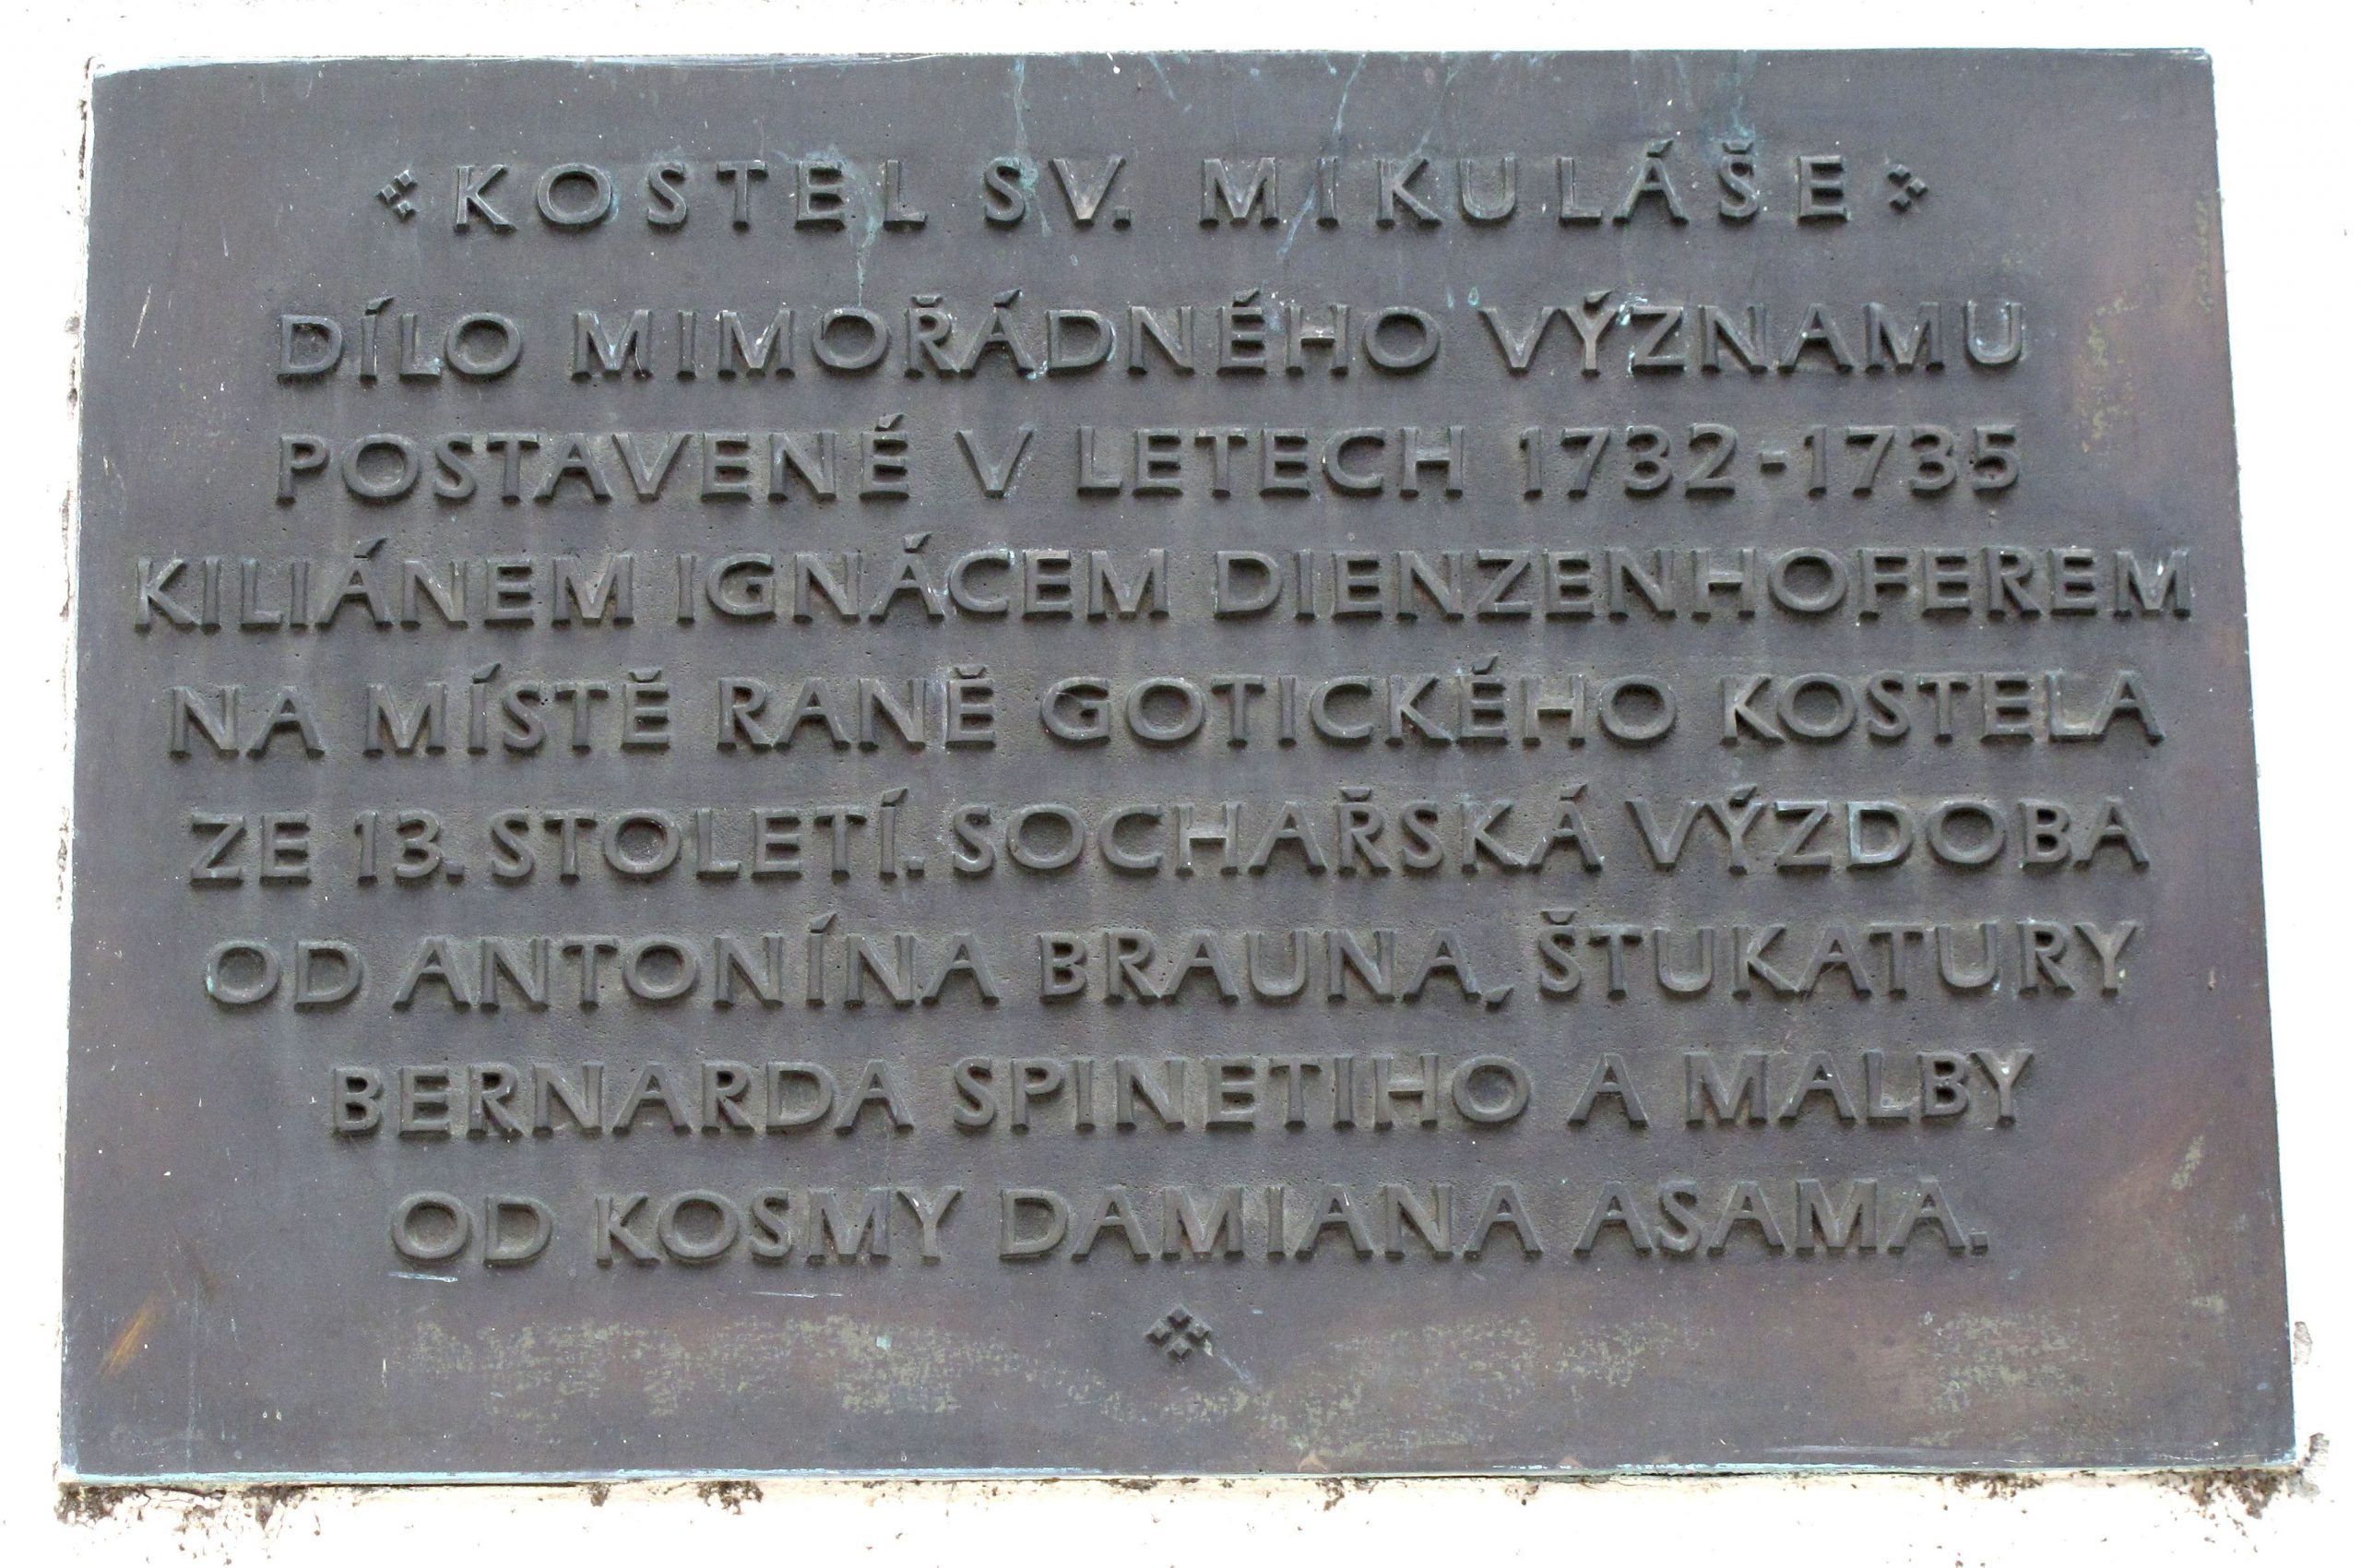 KOSTEL SV. MIKULÁŠE
DÍLO MIMOŘÁDNÉHO VÝZNAMU
POSTAVENÉ V LETECH 1732-1735
KILIÁNEM IGNÁCEM DIENZENHOFEREM
NA MÍSTĚ RANĚ GOTICKÉHO KOSTELA
ZE 13. STOLETÍ. SOCHAŘSKÁ VÝZDOBA
OD ANTONÍNA BRAUNA, ŠTUKATURY
BERNARDA SPINETIHO A MALBY
OD KOSMY DAMIANA ASAMA.